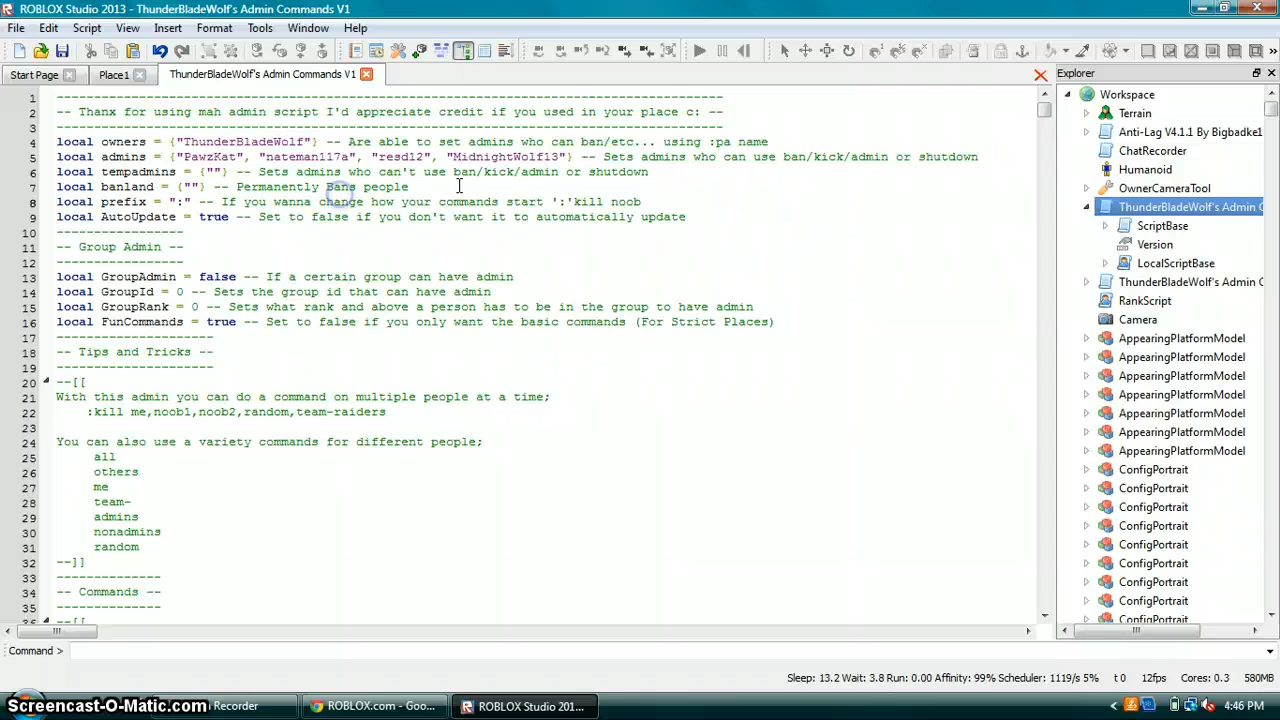 ROBLOX Studio 2013 - ThunderBladeWolf's Admin Commands V1
File Edit Script View Insert Format Tools Window Help
Start Page Place1 ThunderBladeWolf's Admin Commands V1
1 -----------------------------------------------------------------------------------------
2 -- Thanx for using mah admin script I'd appreciate credit if you used in your place c: --
3 -----------------------------------------------------------------------------------------
4 local owners = {"ThunderBladeWolf"} -- Are able to set admins who can ban/etc... using :pa name
5 local admins = {"PawzKat", "nateman117a", "resd12", "MidnightWolf13"} -- Sets admins who can use ban/kick/admin or shutdown
6 local tempadmins = {""} -- Sets admins who can't use ban/kick/admin or shutdown
7 local banland = {""} -- Permanently Bans people
8 local prefix = ":" -- If you wanna change how your commands start ':'kill noob
9 local AutoUpdate = true -- Set to false if you don't want it to automatically update
10 -----------------
11 -- Group Admin --
12 -----------------
13 local GroupAdmin = false -- If a certain group can have admin
14 local GroupId = 0 -- Sets the group id that can have admin
15 local GroupRank = 0 -- Sets what rank and above a person has to be in the group to have admin
16 local FunCommands = true -- Set to false if you only want the basic commands (For Strict Places)
17 ---------------------
18 -- Tips and Tricks --
19 ---------------------
20 --[[
21 With this admin you can do a command on multiple people at a time;
22 :kill me,noob1,noob2,random,team-raiders
23
24 You can also use a variety commands for different people;
25 all
26 others
27 me
28 team-
29 admins
30 nonadmins
31 random
32 --]]
33 --------------
34 -- Commands --
35 --------------
36 --[[
Explorer
Workspace
Terrain
Anti-Lag V4.1.1 By Bigbadke1
ChatRecorder
Humanoid
OwnerCameraTool
ThunderBladeWolf's Admin C
ScriptBase
Version
LocalScriptBase
ThunderBladeWolf's Admin C
RankScript
Camera
AppearingPlatformModel
AppearingPlatformModel
AppearingPlatformModel
AppearingPlatformModel
AppearingPlatformModel
AppearingPlatformModel
AppearingPlatformModel
ConfigPortrait
ConfigPortrait
ConfigPortrait
ConfigPortrait
ConfigPortrait
ConfigPortrait
ConfigPortrait
ConfigPortrait
ConfigPortrait
Command >
Sleep: 13.2 Wait: 3.8 Run: 0.00 Affinity: 99% Scheduler: 1119/s 5% t 0 12fps Cores: 0.3 580MB
Screencast-O-Matic.com Recorder ROBLOX.com - Goo... ROBLOX Studio 201... 4:46 PM